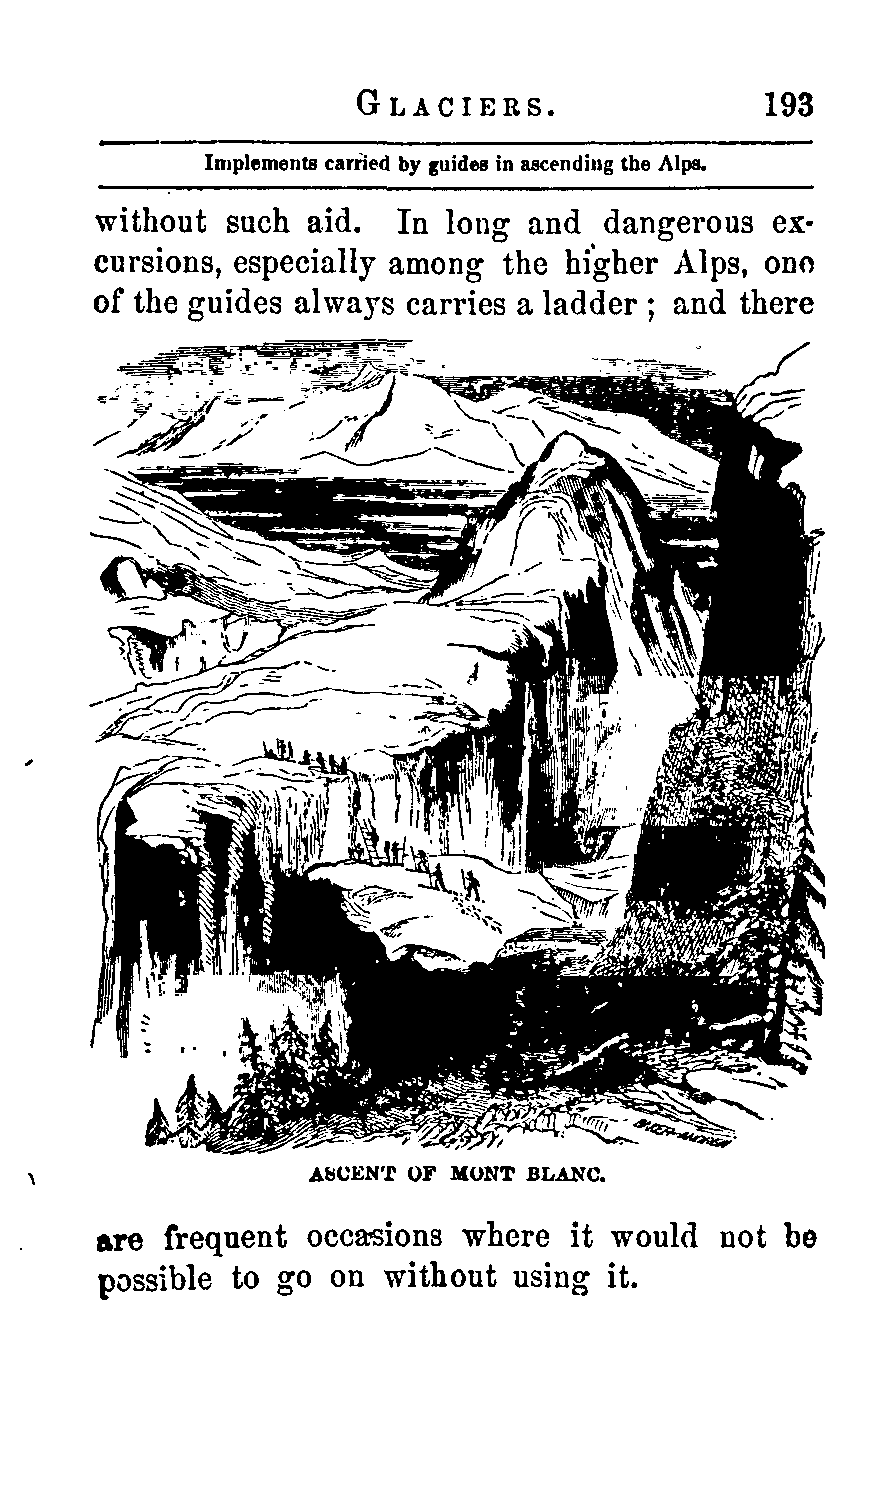 GLACIERS. 193
Implements carried by guides in ascending the Alps.
without such aid. In long and dangerous ex-
cursions, especially among the higher Alps, one
of the guides always carries a ladder; and there
ASCENT OF MONT BLANC.
are frequent occasions where it would not be
possible to go on without using it.